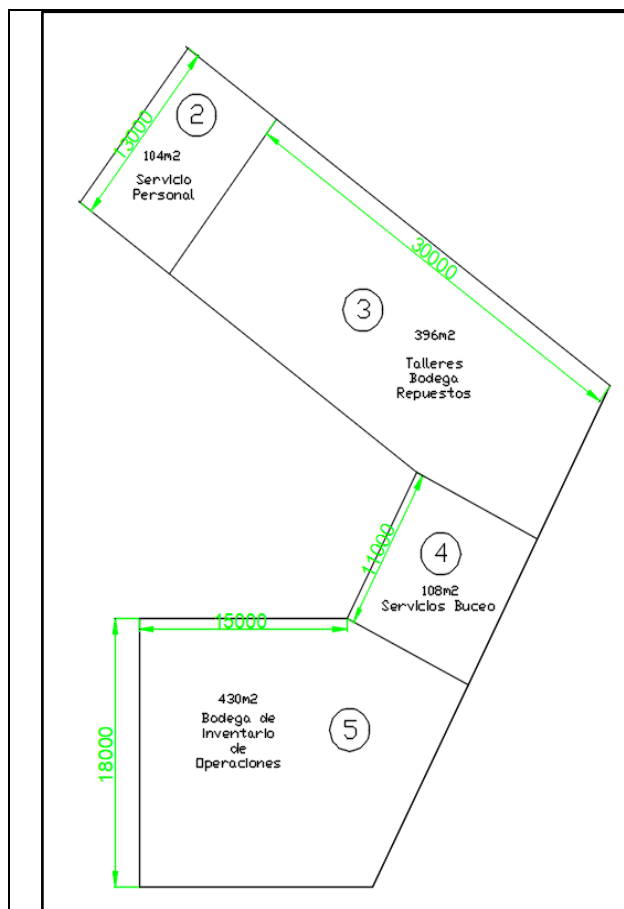 2
13000
104m2
Servicio
Personal
30000
3
396m2
Talleres
Bodega
Repuestos
11000
4
108m2
Servicios Buceo
15000
18000
430m2
Bodega de
Inventario
de
Operaciones
5